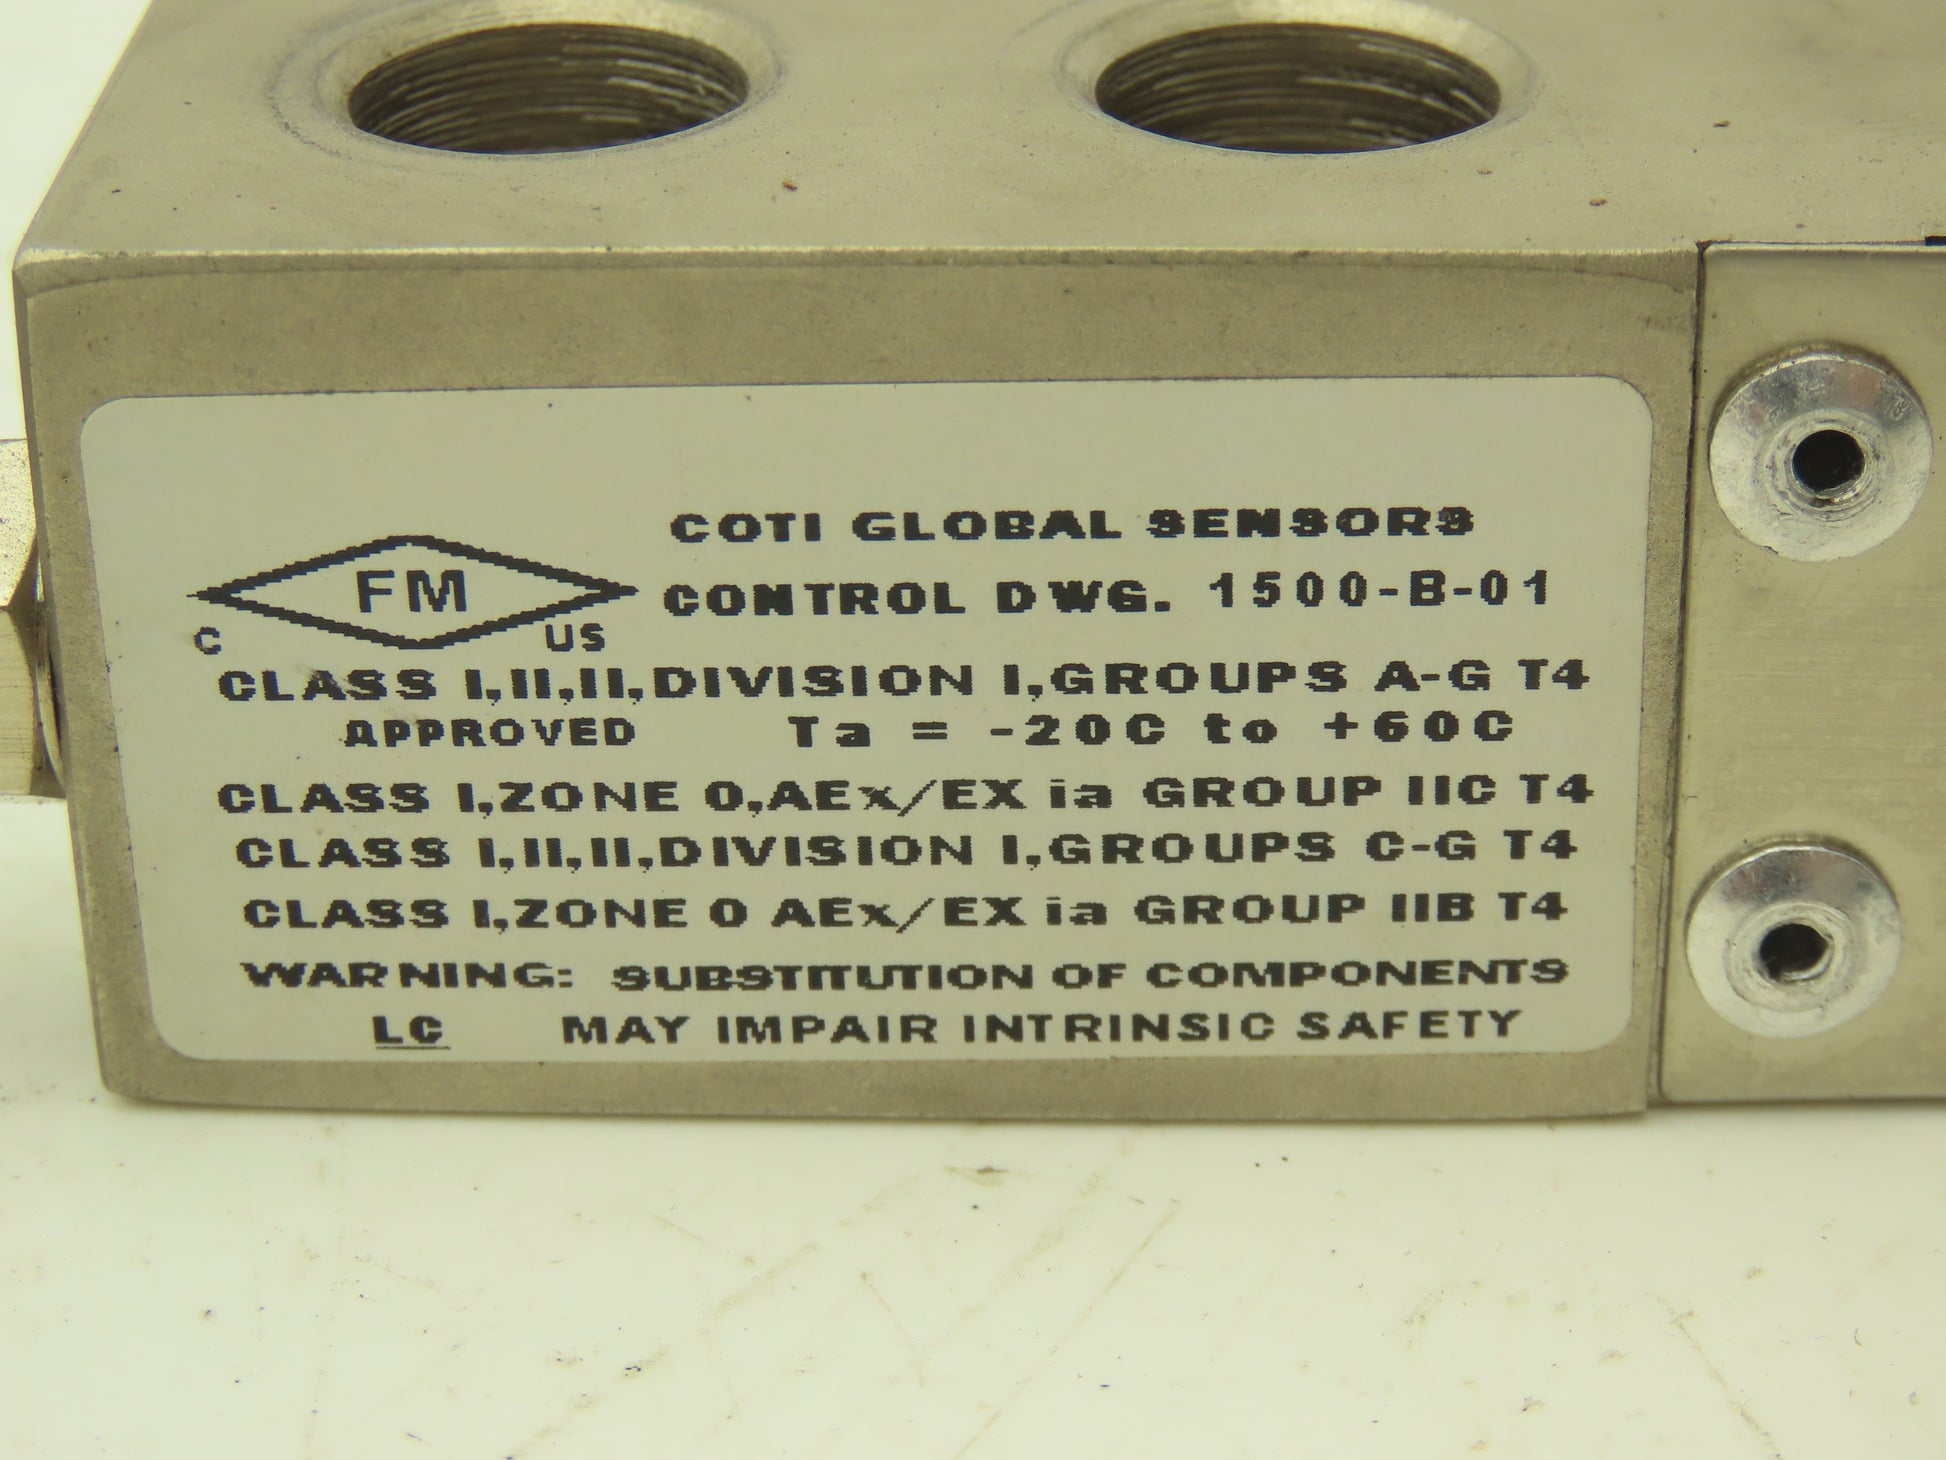 COTI GLOBAL SENSORS
FM
CONTROL DWG. 1500-B-01
C US
CLASS I,II,II,DIVISION I,GROUPS A-G T4
APPROVED Ta = -20C to +60C
CLASS I,ZONE 0,AEx/EX ia GROUP IIC T4
CLASS I,II,II,DIVISION I,GROUPS C-G T4
CLASS I,ZONE 0 AEx/EX ia GROUP IIB T4
WARNING: SUBSTITUTION OF COMPONENTS
LC MAY IMPAIR INTRINSIC SAFETY